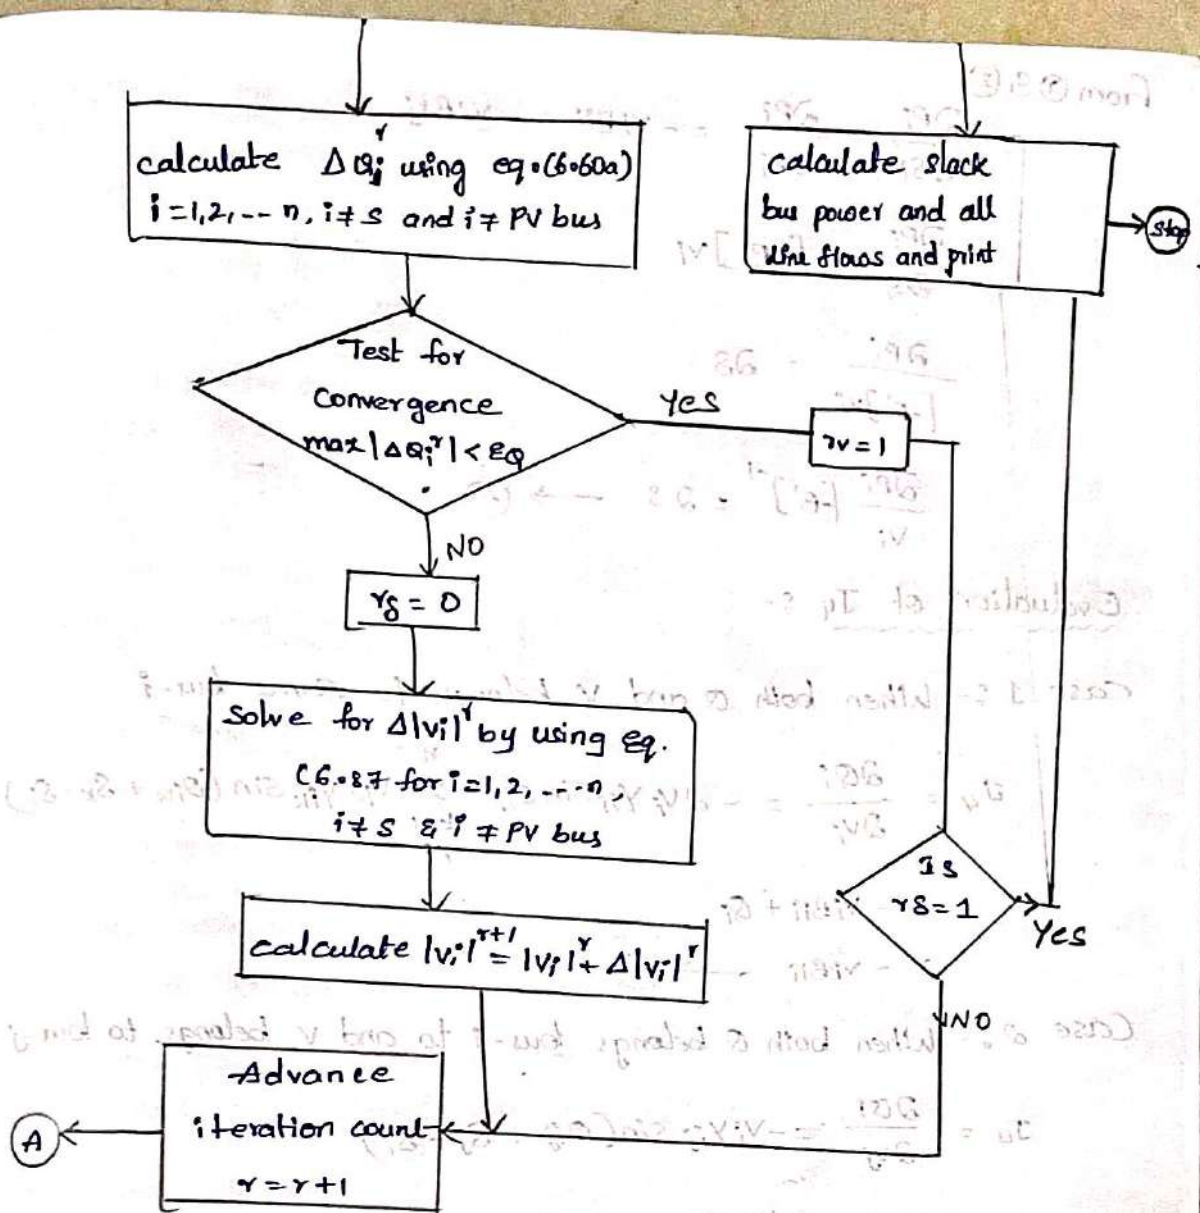 calculate ΔQi^r using eq.(6.60a)
i=1,2,--- n, i≠s and i≠ PV bus
calculate slack
bus power and all
line flows and print
Stop
Test for
Convergence
max|ΔQi^r|< εQ
Yes
rv=1
NO
rδ = 0
solve for Δ|vi|^r by using eq.
(6.87 for i=1,2, ----n,
i≠s & i ≠ PV bus
Is
rδ=1
Yes
calculate |vi|^r+1 = |vi|^r + Δ|vi|^r
NO
Advance
iteration count
r=r+1
A